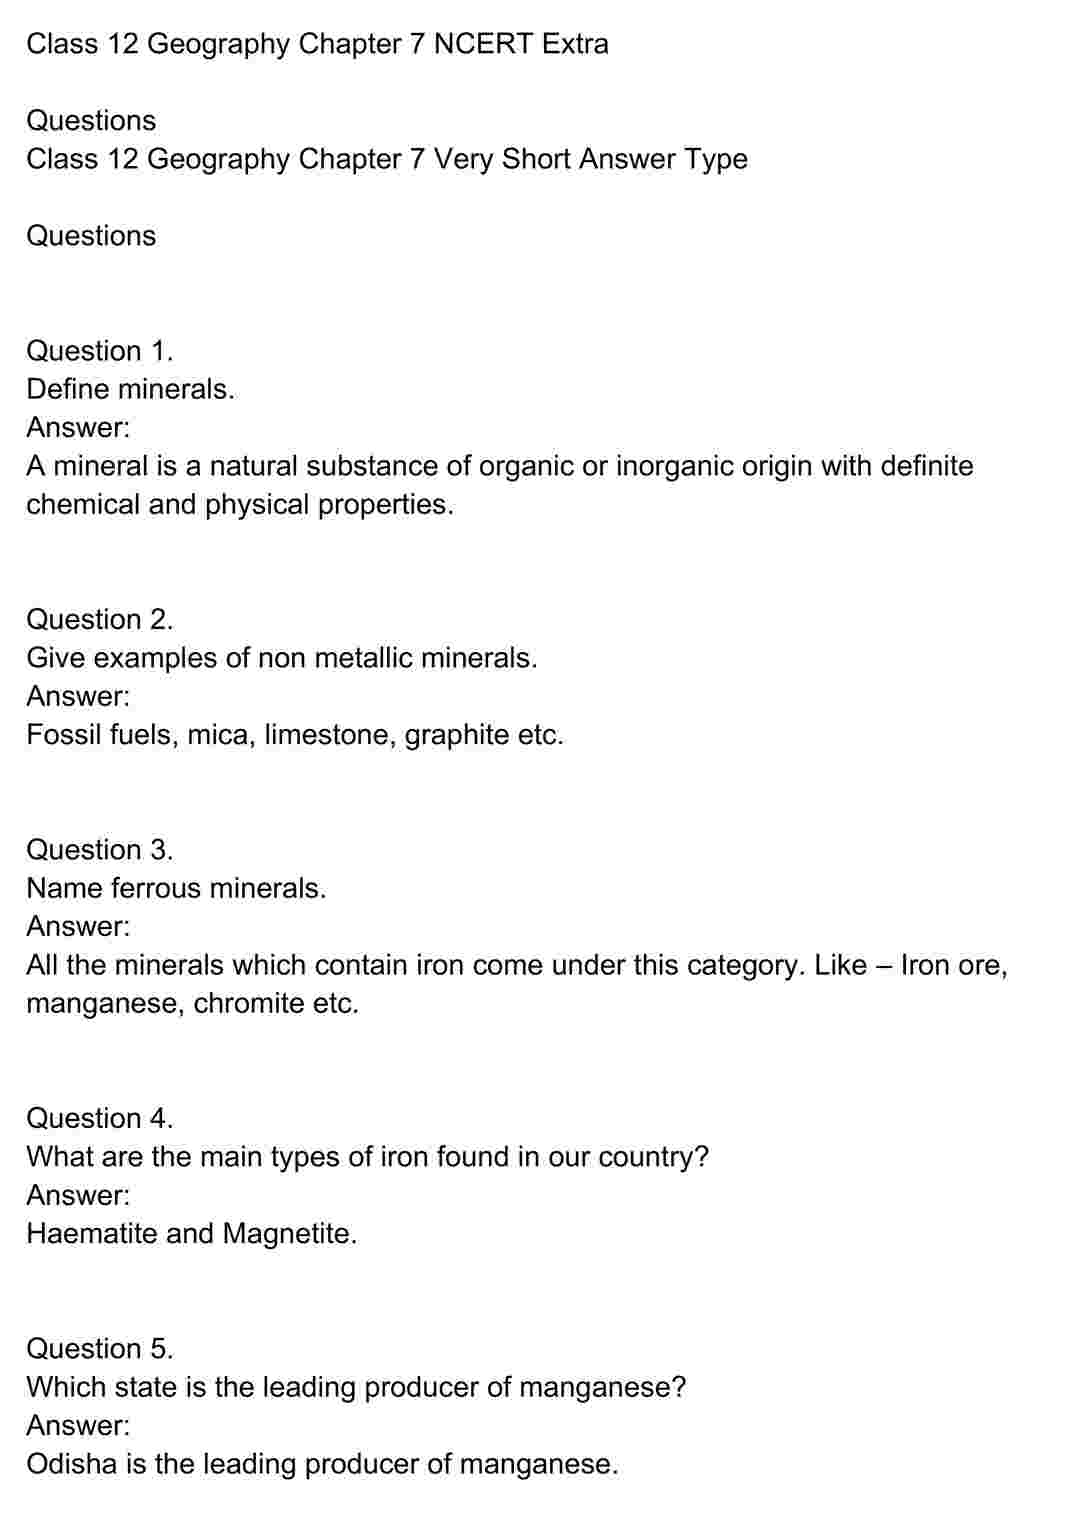 Class 12 Geography Chapter 7 NCERT Extra
Questions
Class 12 Geography Chapter 7 Very Short Answer Type
Questions
Question 1.
Define minerals.
Answer:
A mineral is a natural substance of organic or inorganic origin with definite
chemical and physical properties.
Question 2.
Give examples of non metallic minerals.
Answer:
Fossil fuels, mica, limestone, graphite etc.
Question 3.
Name ferrous minerals.
Answer:
All the minerals which contain iron come under this category. Like – Iron ore,
manganese, chromite etc.
Question 4.
What are the main types of iron found in our country?
Answer:
Haematite and Magnetite.
Question 5.
Which state is the leading producer of manganese?
Answer:
Odisha is the leading producer of manganese.